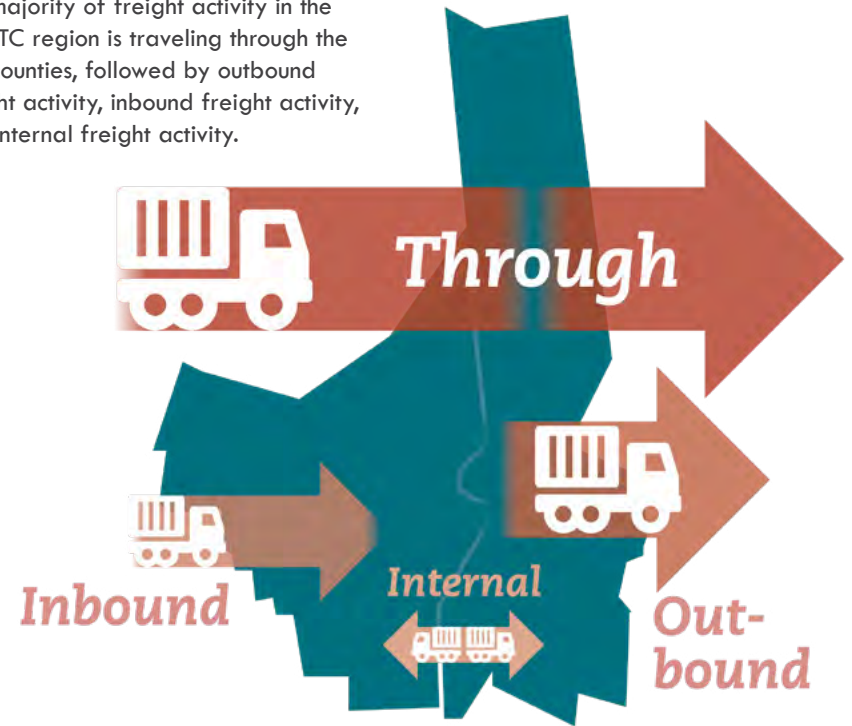 majority of freight activity in the
TC region is traveling through the
ounties, followed by outbound
nt activity, inbound freight activity,
internal freight activity.
Through
Inbound
Internal
Out-
bound